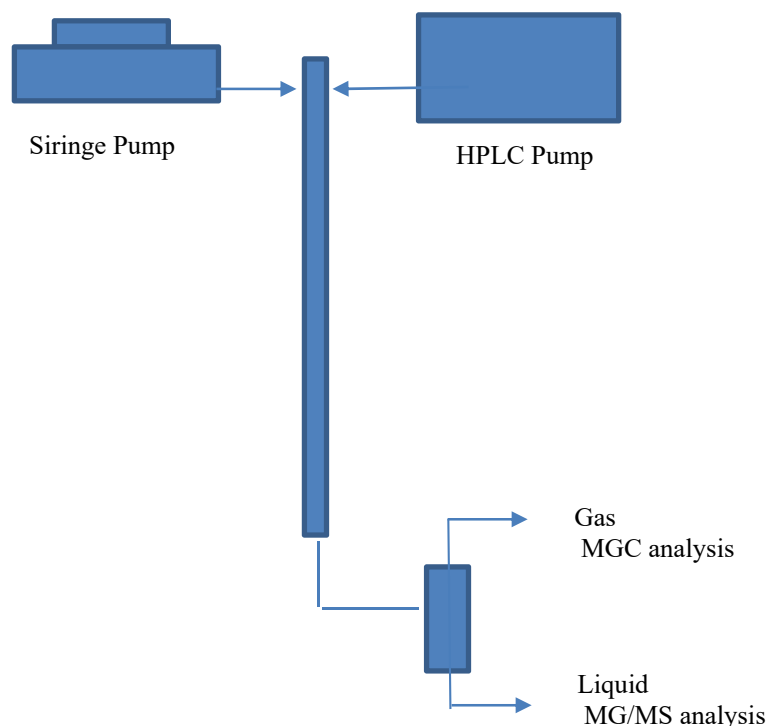 Siringe Pump
HPLC Pump
Gas
MGC analysis
Liquid
MG/MS analysis